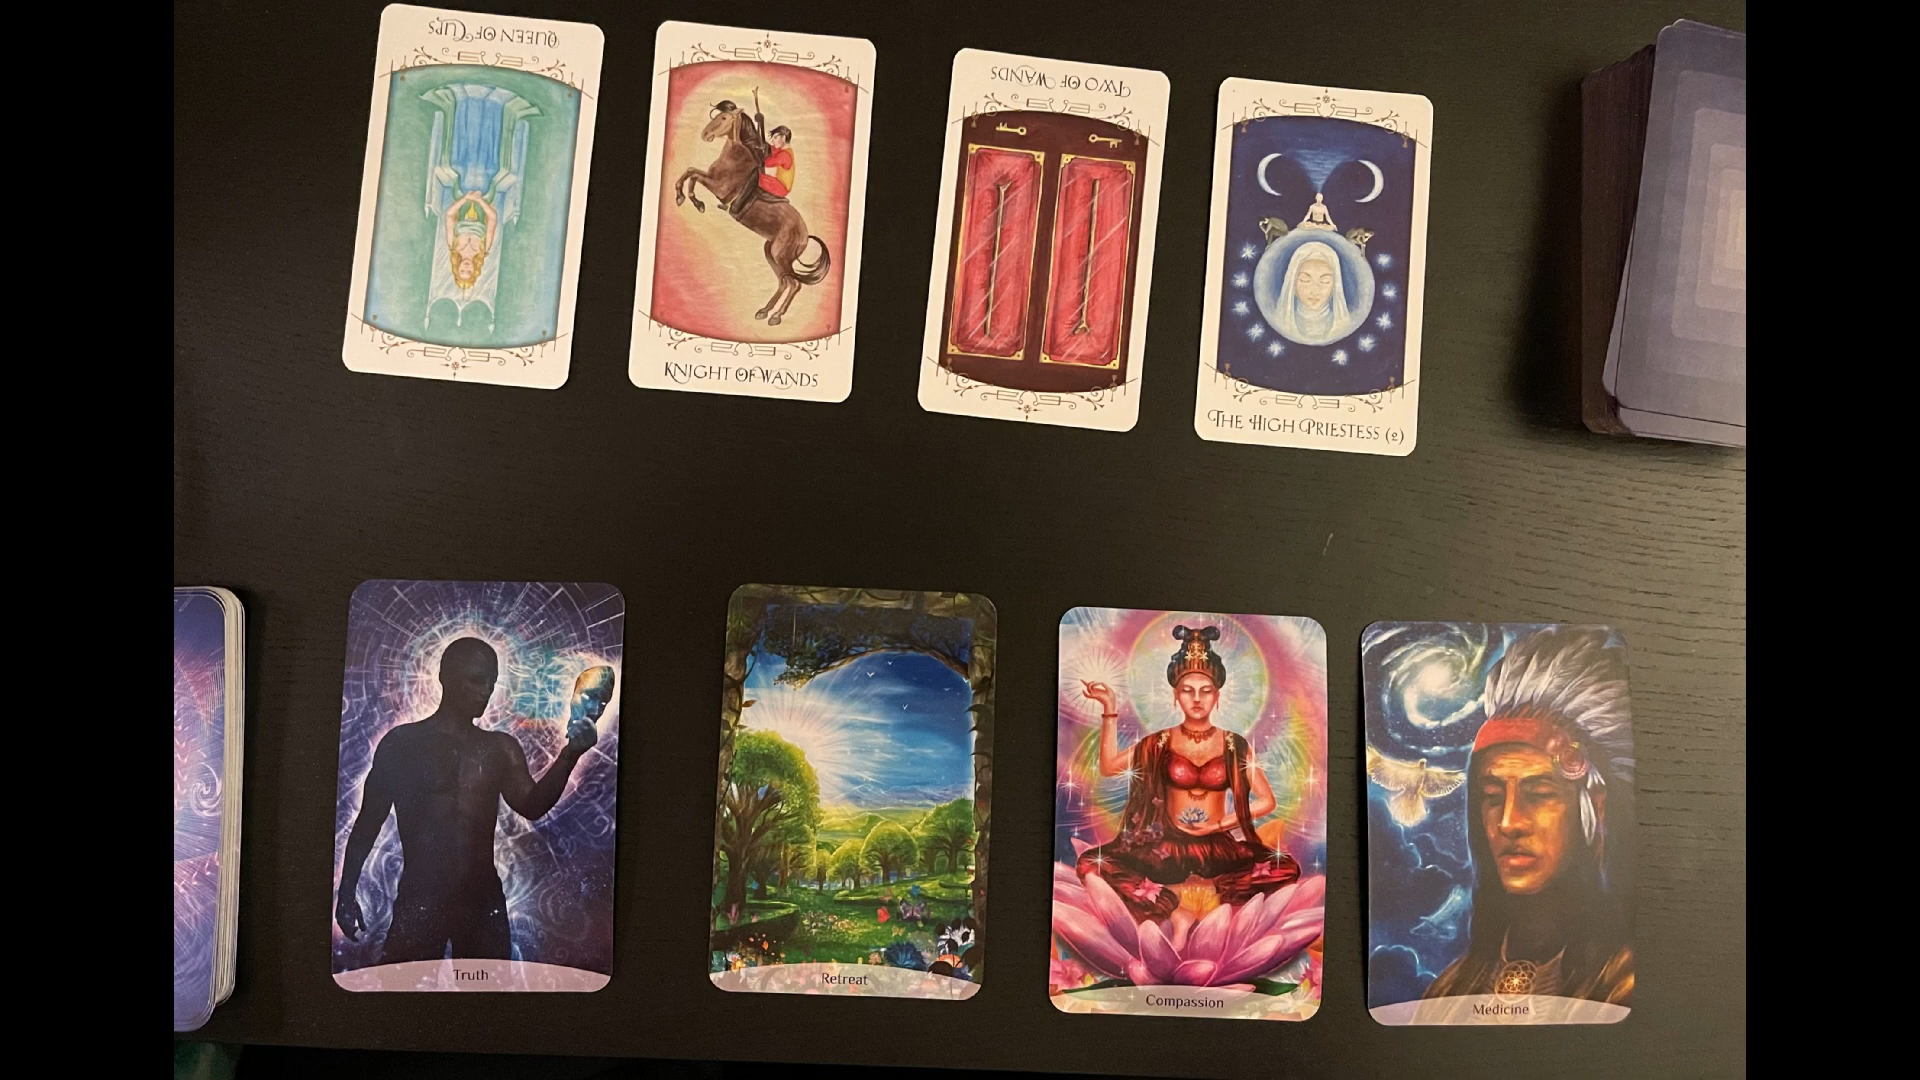 QUEEN OF CUPS
KNIGHT OF WANDS
TWO OF WANDS
THE HIGH PRIESTESS (2)
Truth
Retreat
Compassion
Medicine